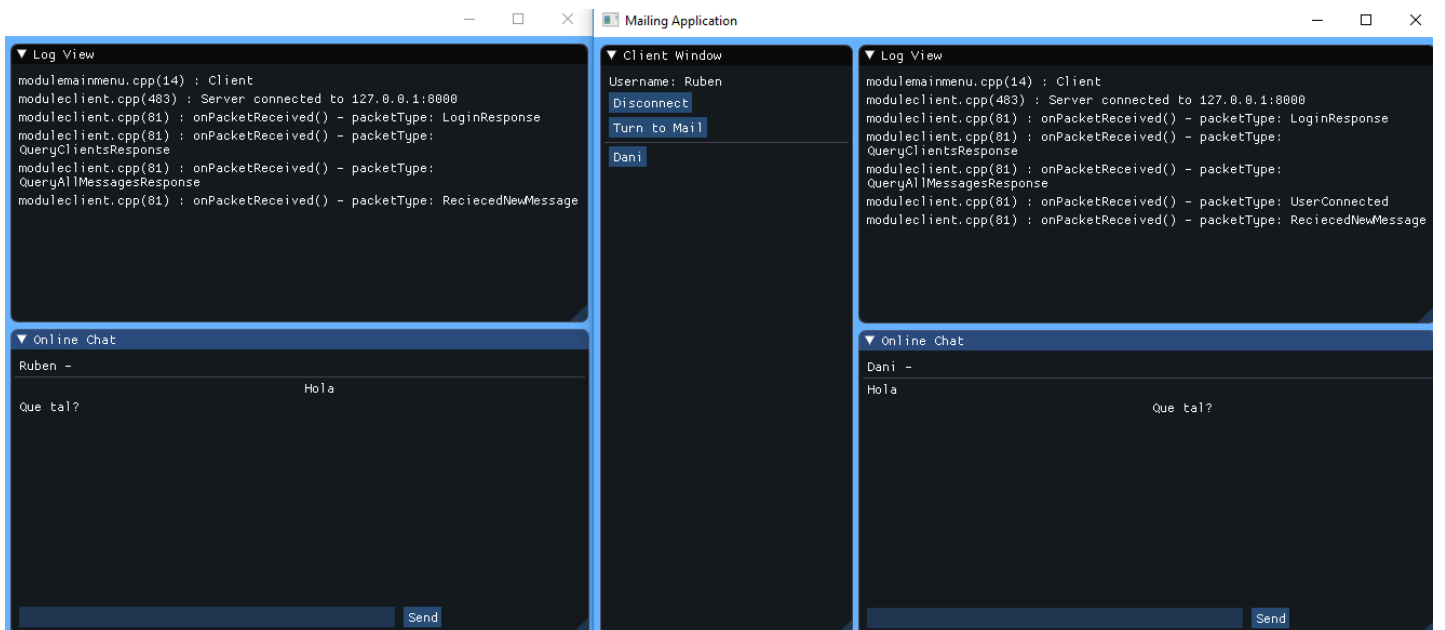 Log View
modulemainmenu.cpp(14) : Client
moduleclient.cpp(483) : Server connected to 127.0.0.1:8000
moduleclient.cpp(81) : onPacketReceived() - packetType: LoginResponse
moduleclient.cpp(81) : onPacketReceived() - packetType:
QueryClientsResponse
moduleclient.cpp(81) : onPacketReceived() - packetType:
QueryAllMessagesResponse
moduleclient.cpp(81) : onPacketReceived() - packetType: ReciecedNewMessage
Online Chat
Ruben -
Hola
Que tal?
Send
Mailing Application
Client Window
Username: Ruben
Disconnect
Turn to Mail
Dani
Log View
modulemainmenu.cpp(14) : Client
moduleclient.cpp(483) : Server connected to 127.0.0.1:8000
moduleclient.cpp(81) : onPacketReceived() - packetType: LoginResponse
moduleclient.cpp(81) : onPacketReceived() - packetType:
QueryClientsResponse
moduleclient.cpp(81) : onPacketReceived() - packetType:
QueryAllMessagesResponse
moduleclient.cpp(81) : onPacketReceived() - packetType: UserConnected
moduleclient.cpp(81) : onPacketReceived() - packetType: ReciecedNewMessage
Online Chat
Dani -
Hola
Que tal?
Send